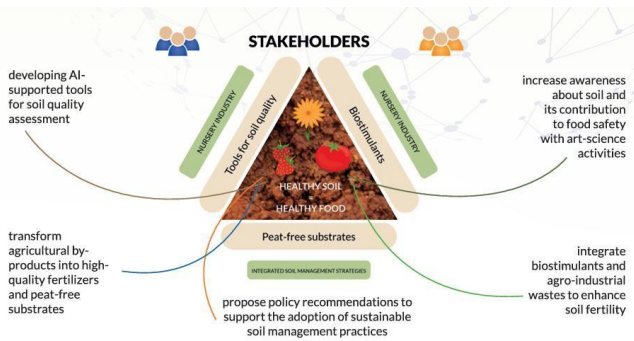 STAKEHOLDERS
developing AI-
supported tools
for soil quality
assessment
NURSERY INDUSTRY
Tools for soil quality
Biostimulants
NURSERY INDUSTRY
increase awareness
about soil and
its contribution
to food safety
with art-science
activities
HEALTHY SOIL
=
HEALTHY FOOD
Peat-free substrates
INTEGRATED SOIL MANAGEMENT STRATEGIES
transform
agricultural by-
products into high-
quality fertilizers
and peat-free
substrates
propose policy recommendations to
support the adoption of sustainable
soil management practices
integrate
biostimulants and
agro-industrial
wastes to enhance
soil fertility